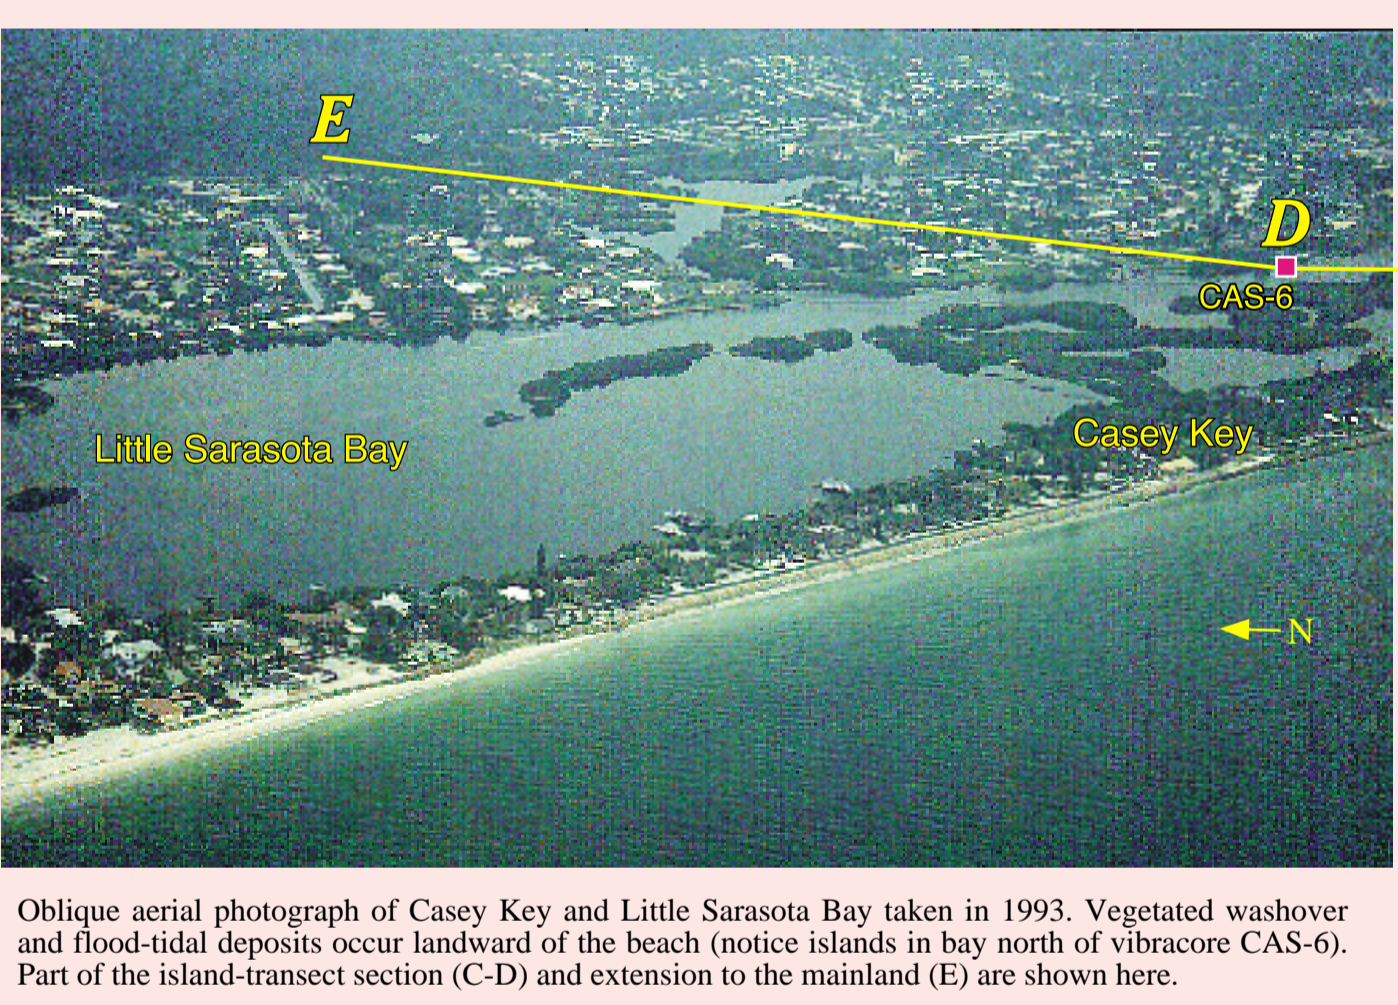 E
D
CAS-6
Little Sarasota Bay
Casey Key
N
Oblique aerial photograph of Casey Key and Little Sarasota Bay taken in 1993. Vegetated washover
and flood-tidal deposits occur landward of the beach (notice islands in bay north of vibracore CAS-6).
Part of the island-transect section (C-D) and extension to the mainland (E) are shown here.